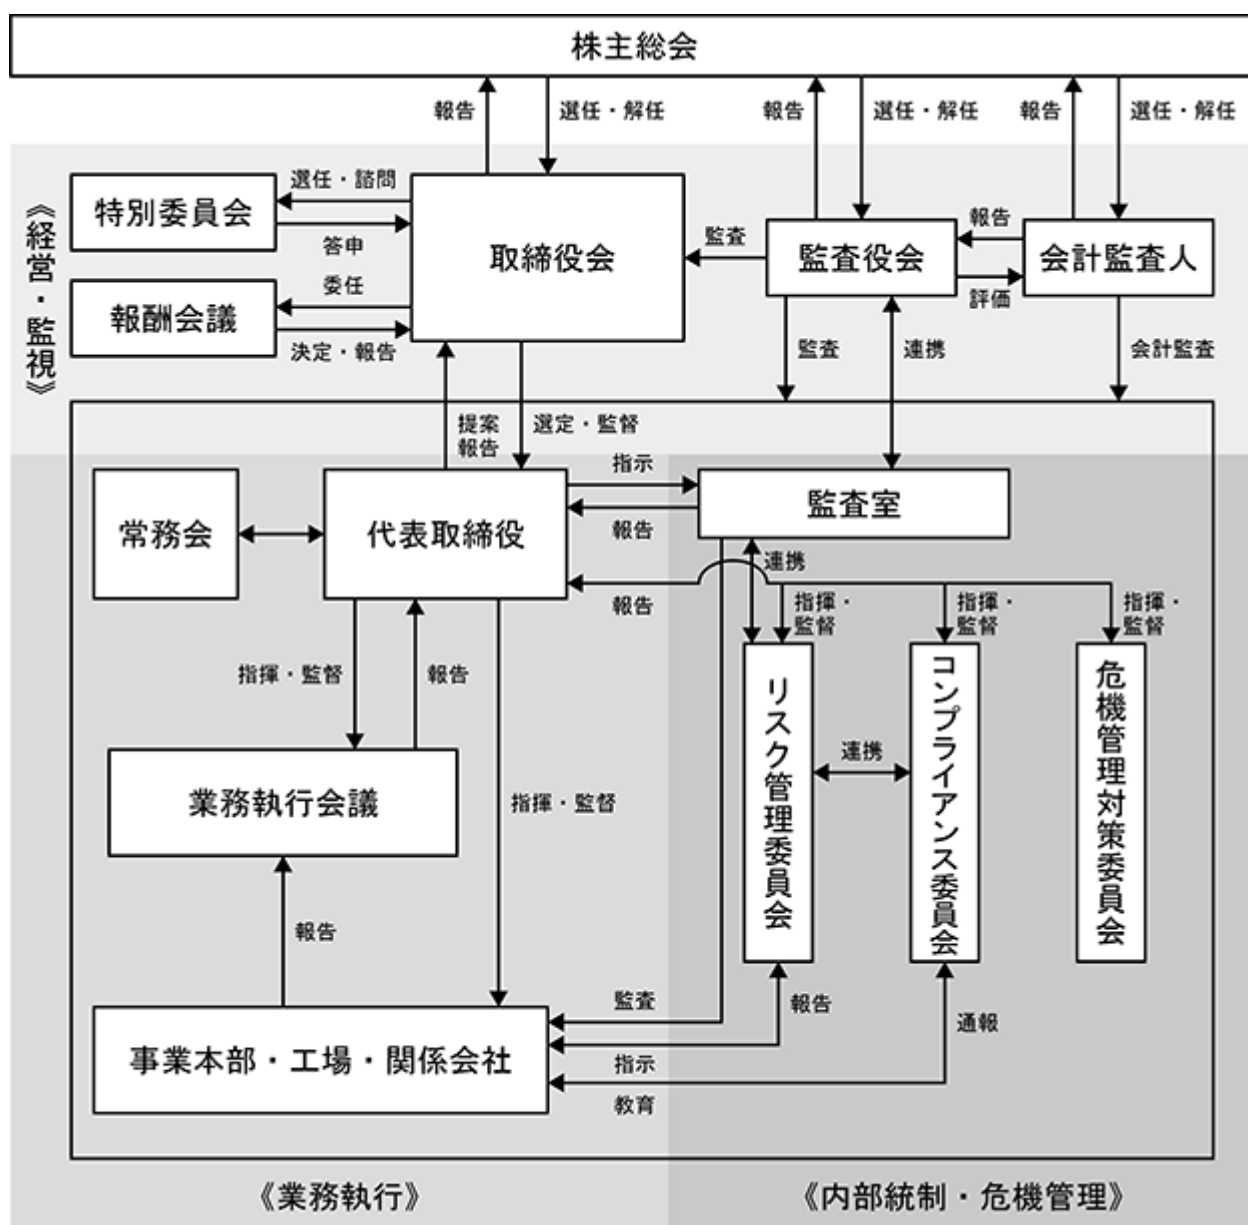 株主総会
報告
選任・解任
報告
選任・解任
報告
選任・解任
《経営・監視》
特別委員会
選任・諮問
答申
報酬会議
委任
決定・報告
取締役会
監査
監査役会
報告
評価
会計監査人
監査
連携
会計監査
提案
報告
選定・監督
指示
報告
常務会
代表取締役
監査室
連携
報告
指揮・
監督
指揮・
監督
指揮・
監督
指揮・監督
報告
リスク管理委員会
連携
コンプライアンス委員会
危機管理対策委員会
業務執行会議
指揮・監督
報告
監査
報告
通報
事業本部・工場・関係会社
指示
教育
《業務執行》
《内部統制・危機管理》